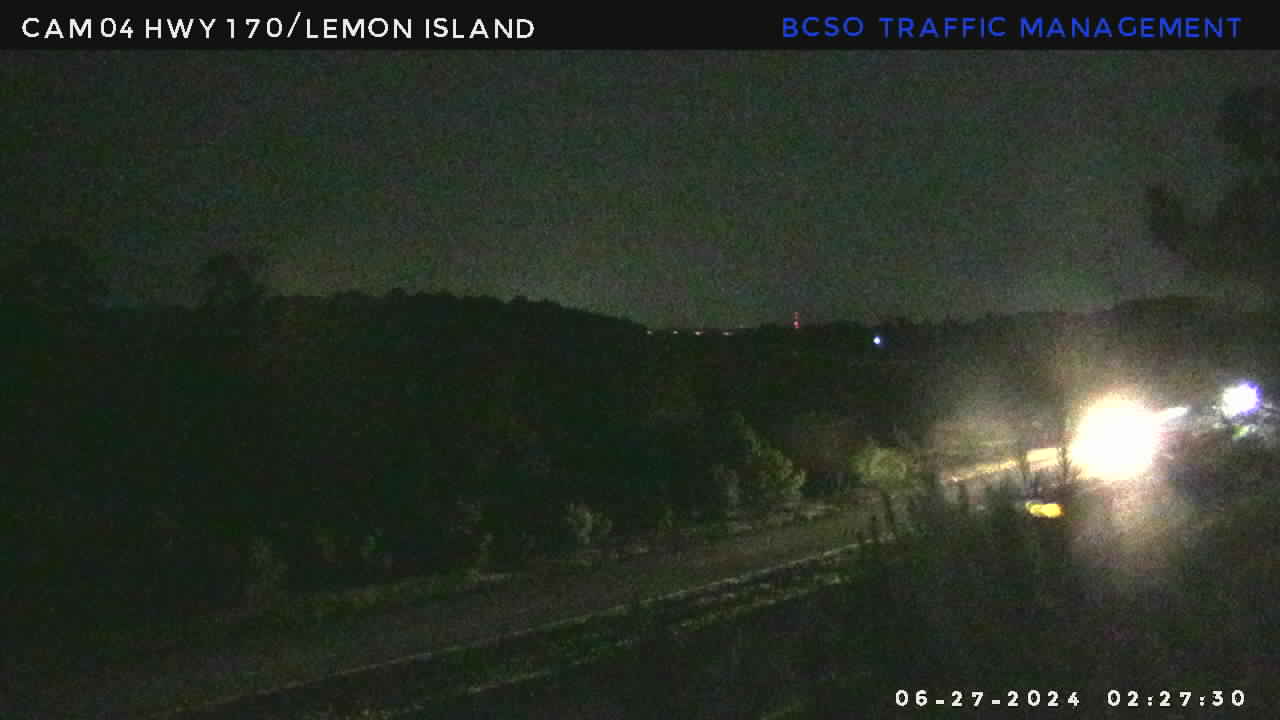 CAM04 HWY 170/LEMON ISLAND
BCSO TRAFFIC MANAGEMENT
06-27-2024 02:27:30